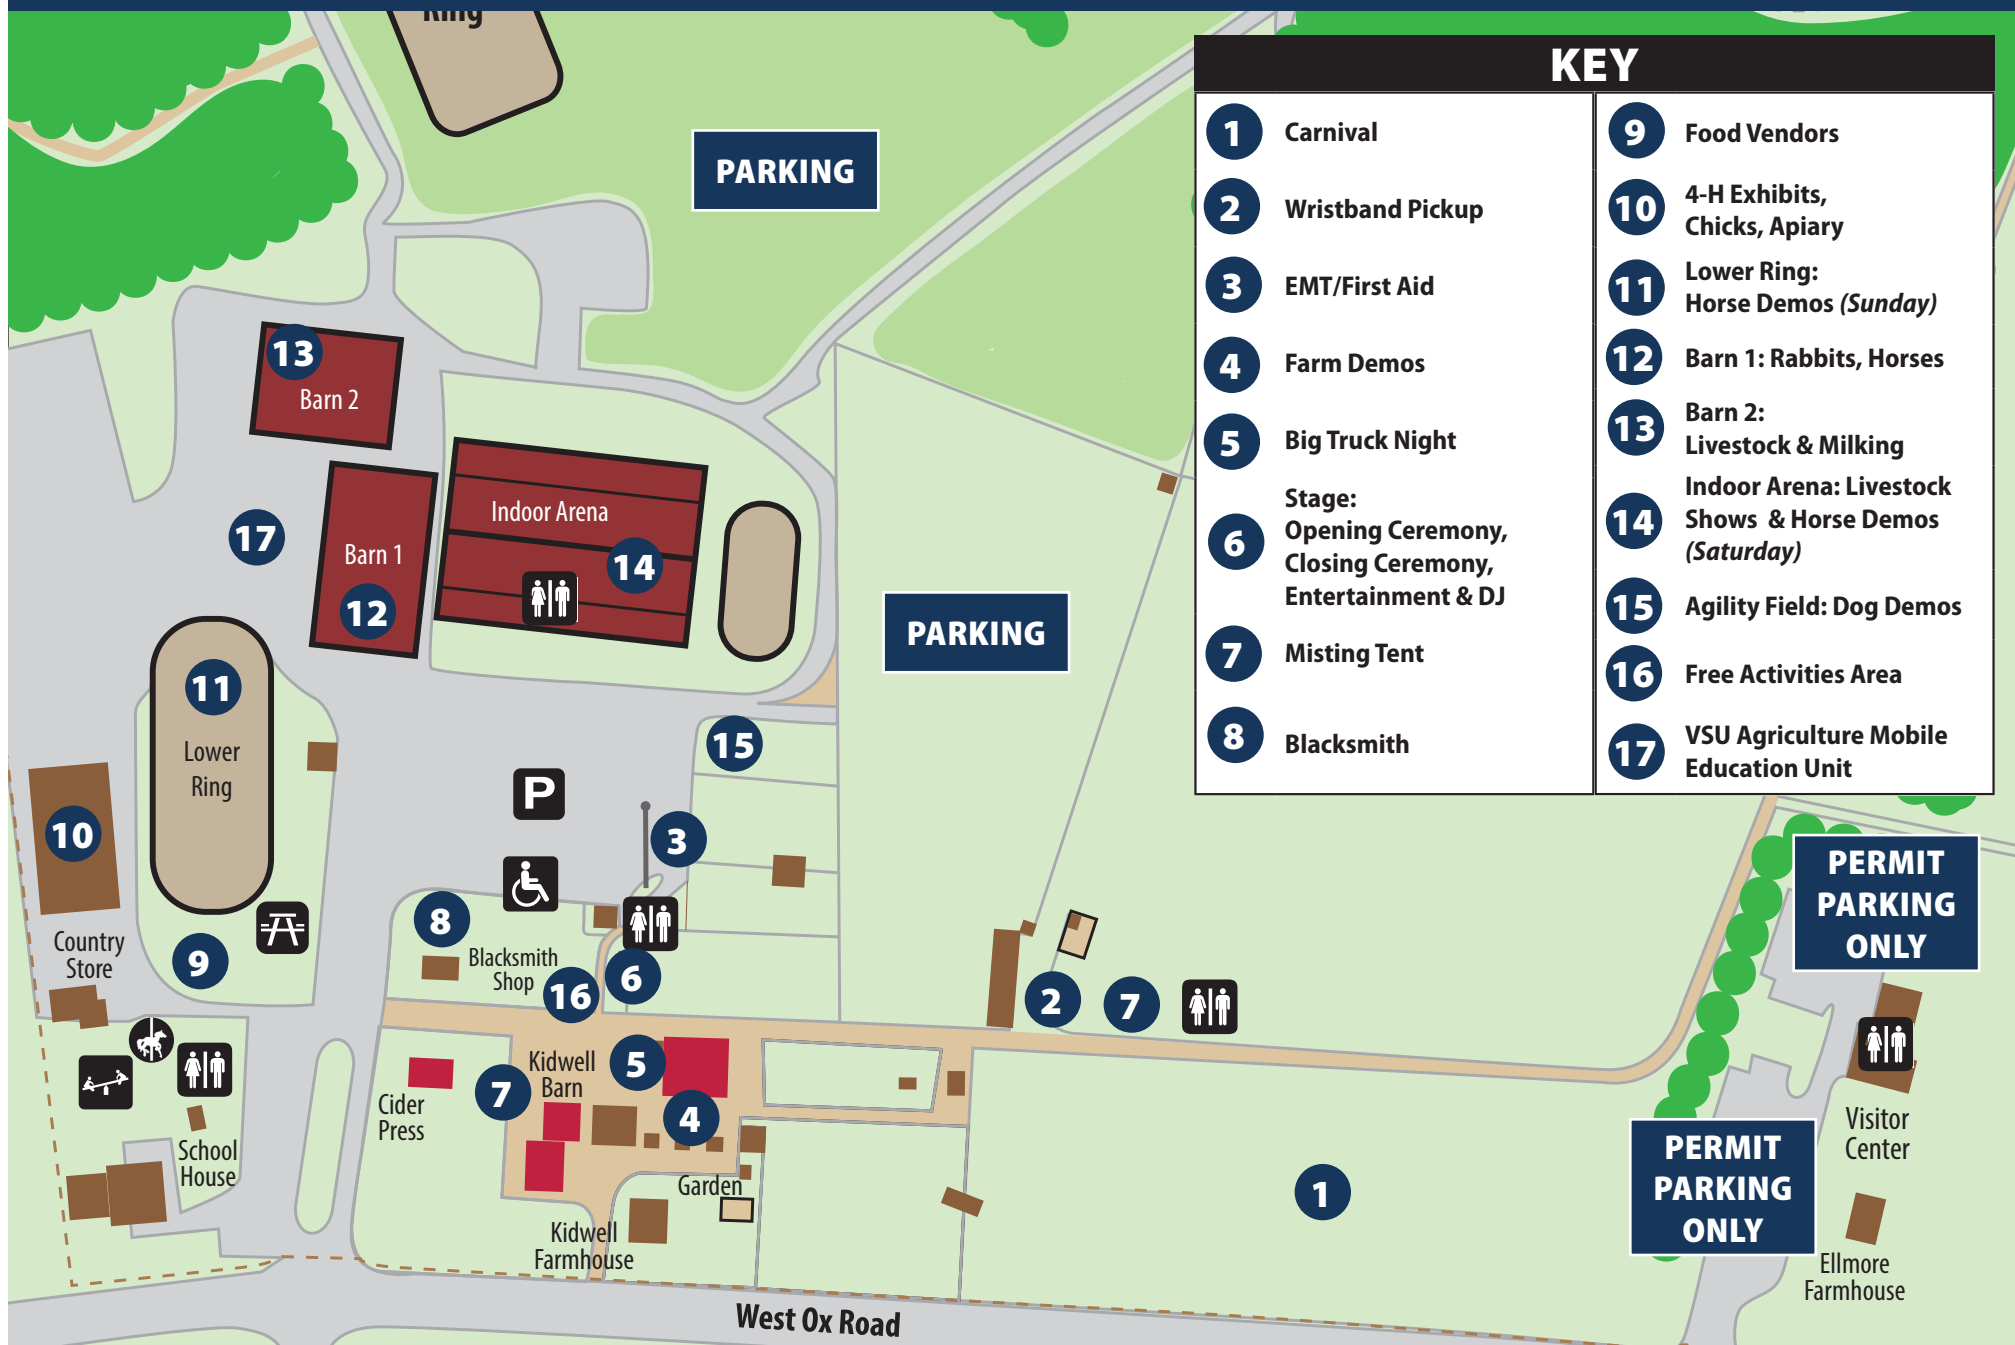 Ring
PARKING
KEY
1 Carnival
2 Wristband Pickup
3 EMT/First Aid
4 Farm Demos
5 Big Truck Night
6 Stage:
Opening Ceremony,
Closing Ceremony,
Entertainment & DJ
7 Misting Tent
8 Blacksmith
9 Food Vendors
10 4-H Exhibits,
Chicks, Apiary
11 Lower Ring:
Horse Demos (Sunday)
12 Barn 1: Rabbits, Horses
13 Barn 2:
Livestock & Milking
14 Indoor Arena: Livestock
Shows & Horse Demos
(Saturday)
15 Agility Field: Dog Demos
16 Free Activities Area
17 VSU Agriculture Mobile
Education Unit
13
Barn 2
Indoor Arena
14
17
Barn 1
12
PARKING
11
Lower
Ring
15
P
3
10
8
Country
Store
9
Blacksmith
Shop
16
6
2
7
PERMIT
PARKING
ONLY
Kidwell
Barn
5
7
4
Cider
Press
School
House
Garden
1
Kidwell
Farmhouse
PERMIT
PARKING
ONLY
Visitor
Center
Ellmore
Farmhouse
West Ox Road